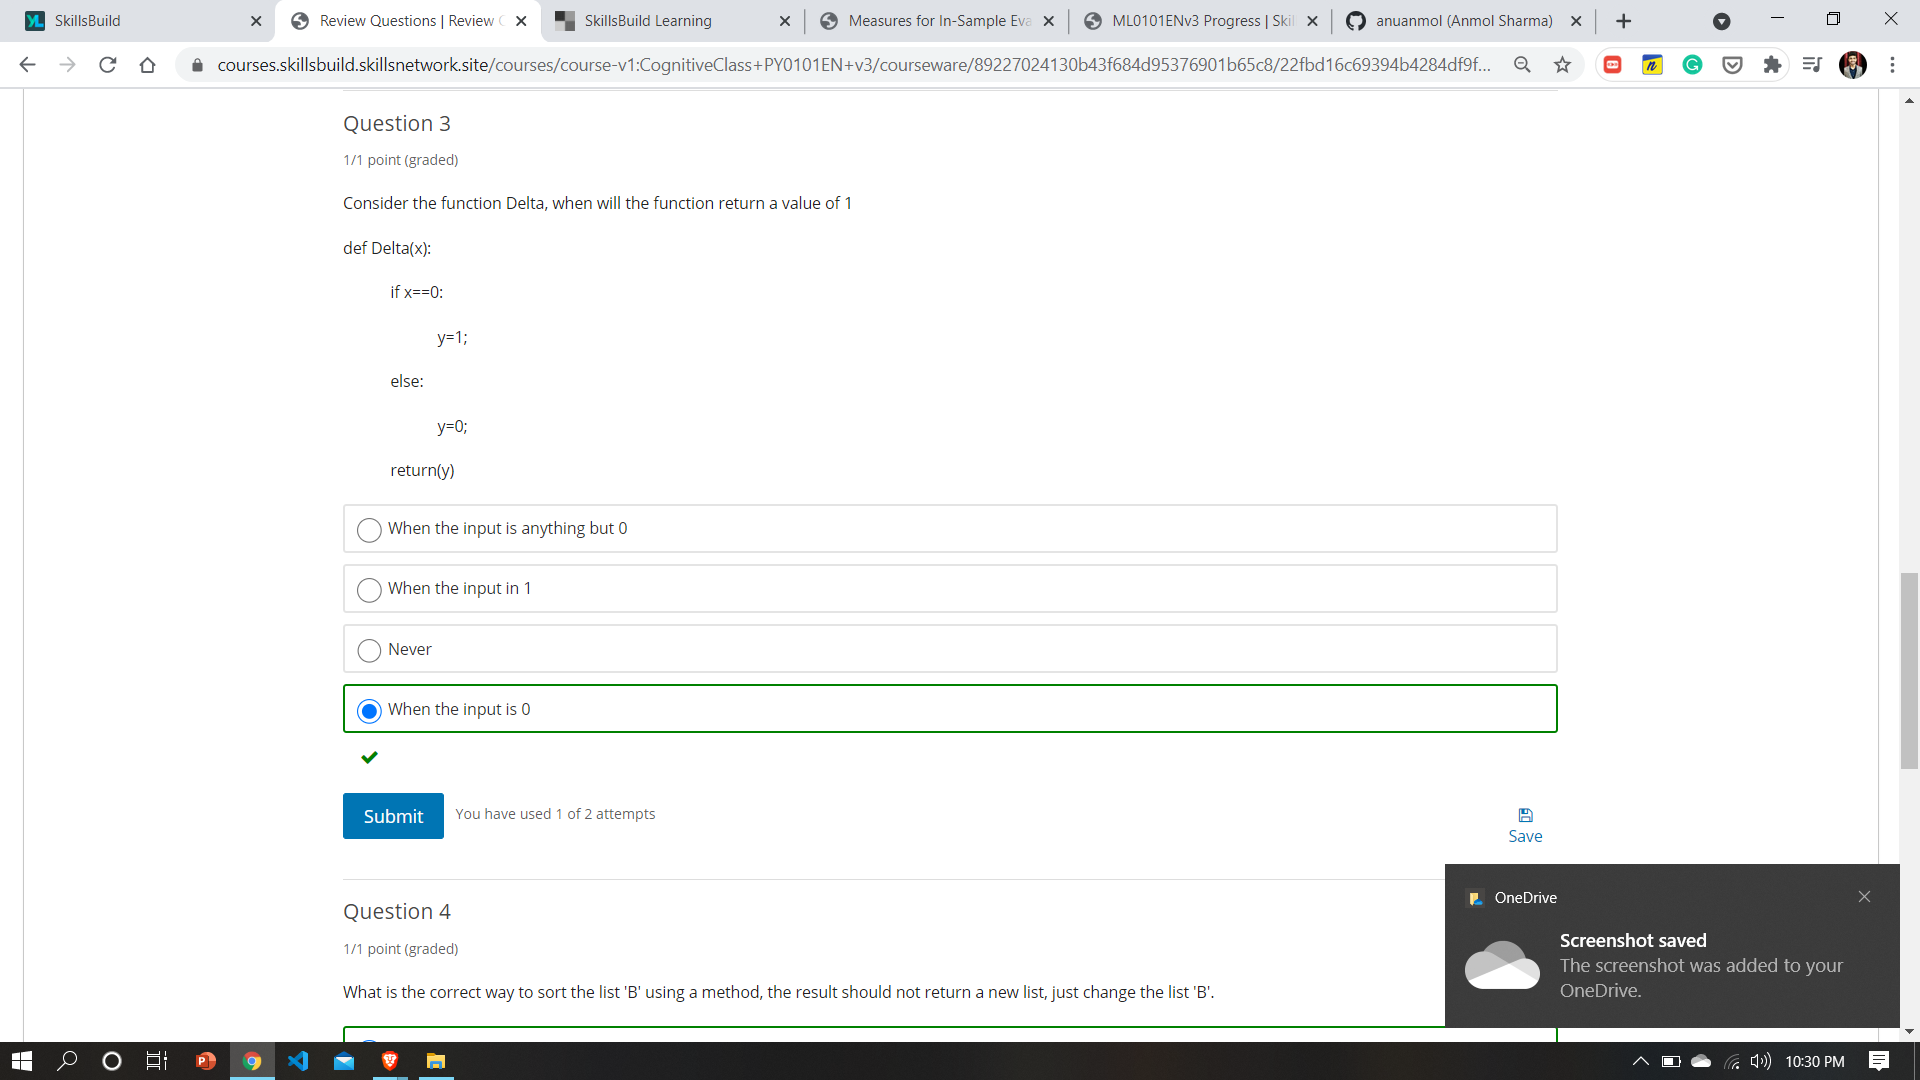 SkillsBuild
Review Questions | Review
SkillsBuild Learning
Measures for In-Sample Eva
ML0101ENv3 Progress | Skil
anuanmol (Anmol Sharma)
courses.skillsbuild.skillsnetwork.site/courses/course-v1:CognitiveClass+PY0101EN+v3/courseware/89227024130b43f684d95376901b65c8/22fbd16c69394b4284df9f...
Question 3
1/1 point (graded)
Consider the function Delta, when will the function return a value of 1
def Delta(x):
if x==0:
y=1;
else:
y=0;
return(y)
When the input is anything but 0
When the input in 1
Never
When the input is 0
Submit
You have used 1 of 2 attempts
Save
Question 4
1/1 point (graded)
What is the correct way to sort the list 'B' using a method, the result should not return a new list, just change the list 'B'.
OneDrive
Screenshot saved
The screenshot was added to your
OneDrive.
10:30 PM